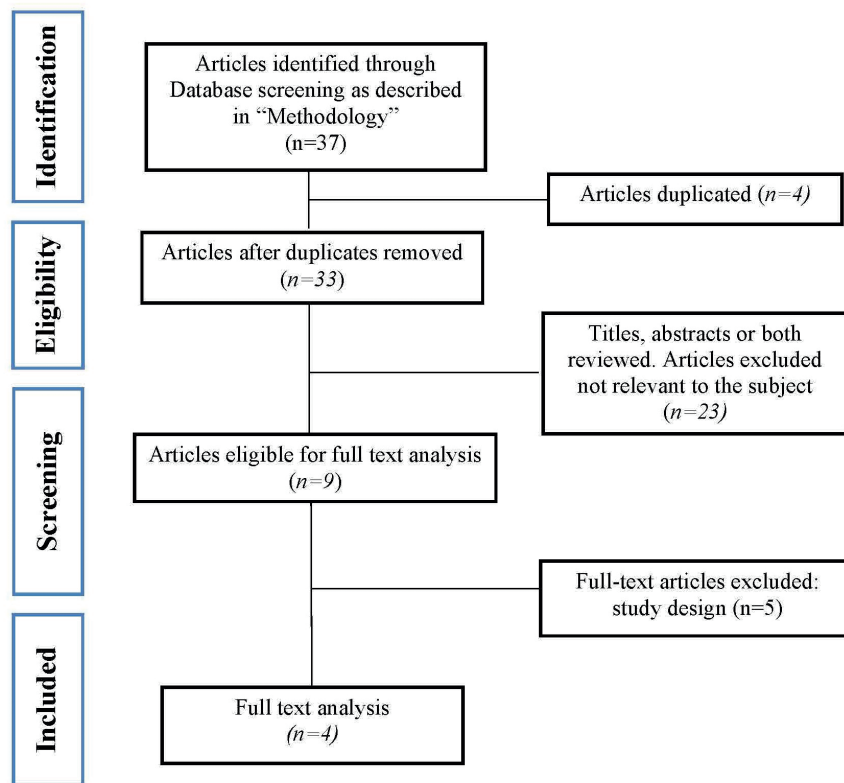 Identification
Articles identified through
Database screening as described
in “Methodology”
(n=37)
Articles duplicated (n=4)
Eligibility
Articles after duplicates removed
(n=33)
Titles, abstracts or both
reviewed. Articles excluded
not relevant to the subject
(n=23)
Screening
Articles eligible for full text analysis
(n=9)
Full-text articles excluded:
study design (n=5)
Included
Full text analysis
(n=4)